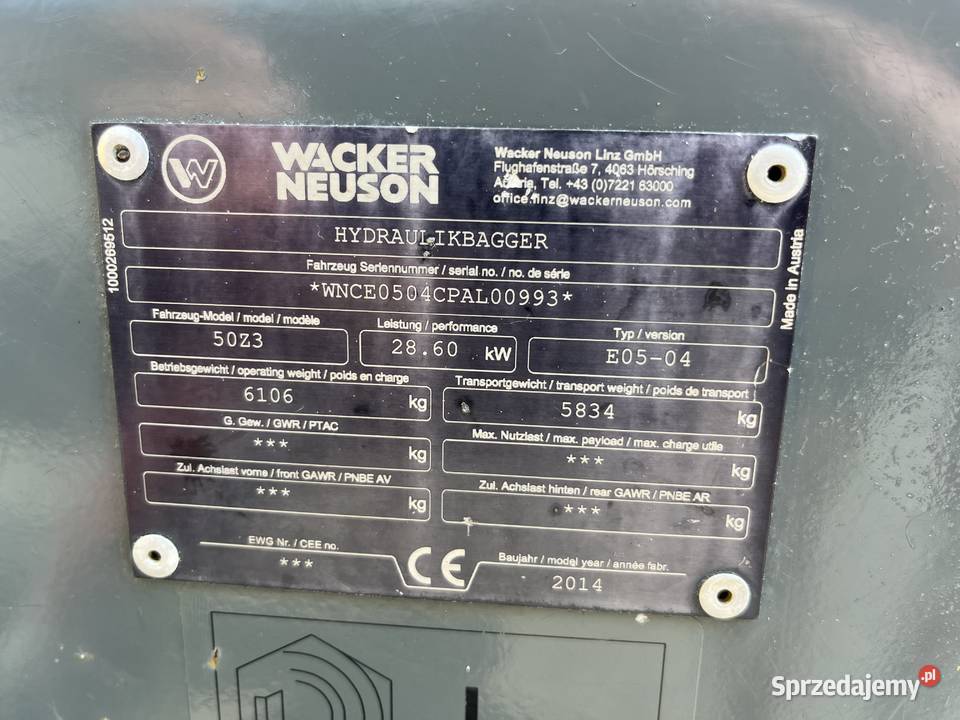 WACKER
NEUSON
Wacker Neuson Linz GmbH
Flughafenstraße 7, 4063 Hörsching
Austria, Tel. +43 (0)7221 63000
office.linz@wackerneuson.com
1000269512
HYDRAULIKBAGGER
Made in Austria
Fahrzeug Seriennummer / serial no. / no. de série
*WNCE0504CPAL00993*
Fahrzeug-Model / model / modèle
50Z3
Leistung / performance
28.60 kW
Typ / version
E05-04
Betriebsgewicht / operating weight / poids en charge
6106 kg
Transportgewicht / transport weight / poids de transport
5834 kg
G. Gew. / GWR / PTAC
*** kg
Max. Nutzlast / max. payload / max. charge utile
*** kg
Zul. Achslast vorne / front GAWR / PNBE AV
*** kg
Zul. Achslast hinten / rear GAWR / PNBE AR
*** kg
EWG Nr. / CEE no.
***
CE
Baujahr / model year / année fabr.
2014
Sprzedajemy.pl